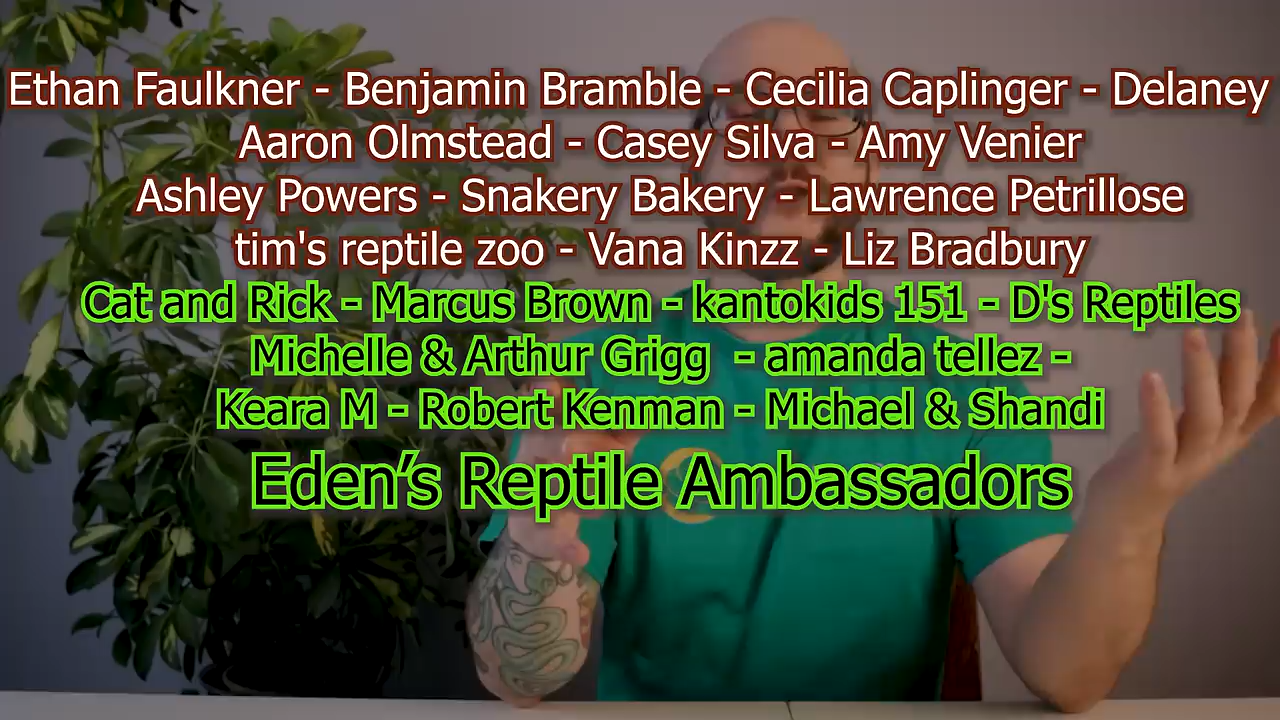 Ethan Faulkner - Benjamin Bramble - Cecilia Caplinger - Delaney
Aaron Olmstead - Casey Silva - Amy Venier
Ashley Powers - Snakery Bakery - Lawrence Petrillose
tim's reptile zoo - Vana Kinzz - Liz Bradbury
Cat and Rick - Marcus Brown - kantokids 151 - D's Reptiles
Michelle & Arthur Grigg - amanda tellez -
Keara M - Robert Kenman - Michael & Shandi
Eden’s Reptile Ambassadors